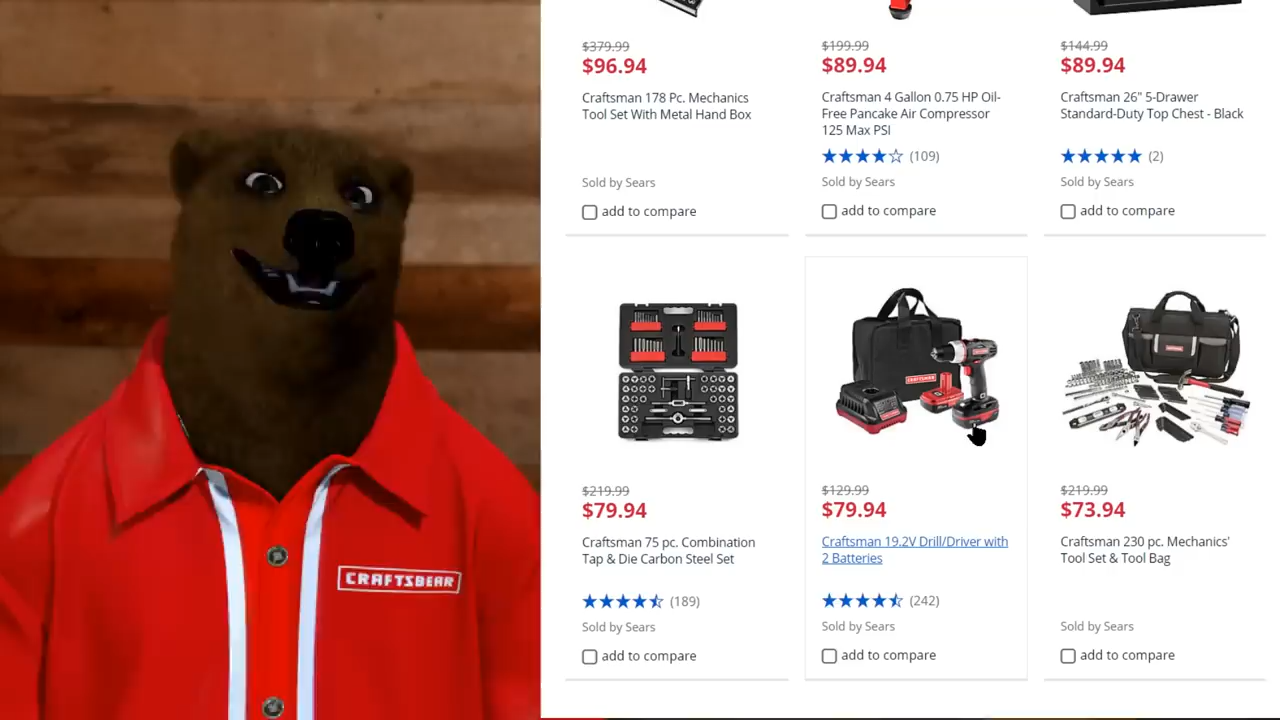 CRAFTSBEAR
$379.99
$96.94
Craftsman 178 Pc. Mechanics
Tool Set With Metal Hand Box
Sold by Sears
add to compare
$199.99
$89.94
Craftsman 4 Gallon 0.75 HP Oil-
Free Pancake Air Compressor
125 Max PSI
(109)
Sold by Sears
add to compare
$144.99
$89.94
Craftsman 26" 5-Drawer
Standard-Duty Top Chest - Black
(2)
Sold by Sears
add to compare
$219.99
$79.94
Craftsman 75 pc. Combination
Tap & Die Carbon Steel Set
(189)
Sold by Sears
add to compare
CRAFTSMAN
$129.99
$79.94
Craftsman 19.2V Drill/Driver with
2 Batteries
(242)
Sold by Sears
add to compare
$219.99
$73.94
Craftsman 230 pc. Mechanics'
Tool Set & Tool Bag
Sold by Sears
add to compare